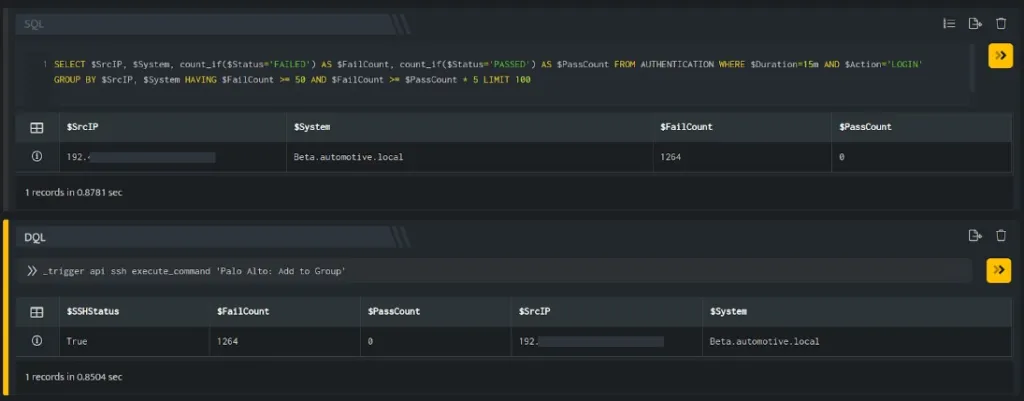 SQL
1 SELECT $SrcIP, $System, count_if($Status='FAILED') AS $FailCount, count_if($Status='PASSED') AS $PassCount FROM AUTHENTICATION WHERE $Duration=15m AND $Action='LOGIN'
GROUP BY $SrcIP, $System HAVING $FailCount >= 50 AND $FailCount >= $PassCount * 5 LIMIT 100
$SrcIP $System $FailCount $PassCount
192. Beta.automotive.local 1264 0
1 records in 0.8781 sec
DQL
_trigger api ssh execute_command 'Palo Alto: Add to Group'
$SSHStatus $FailCount $PassCount $SrcIP $System
True 1264 0 192. Beta.automotive.local
1 records in 0.8504 sec